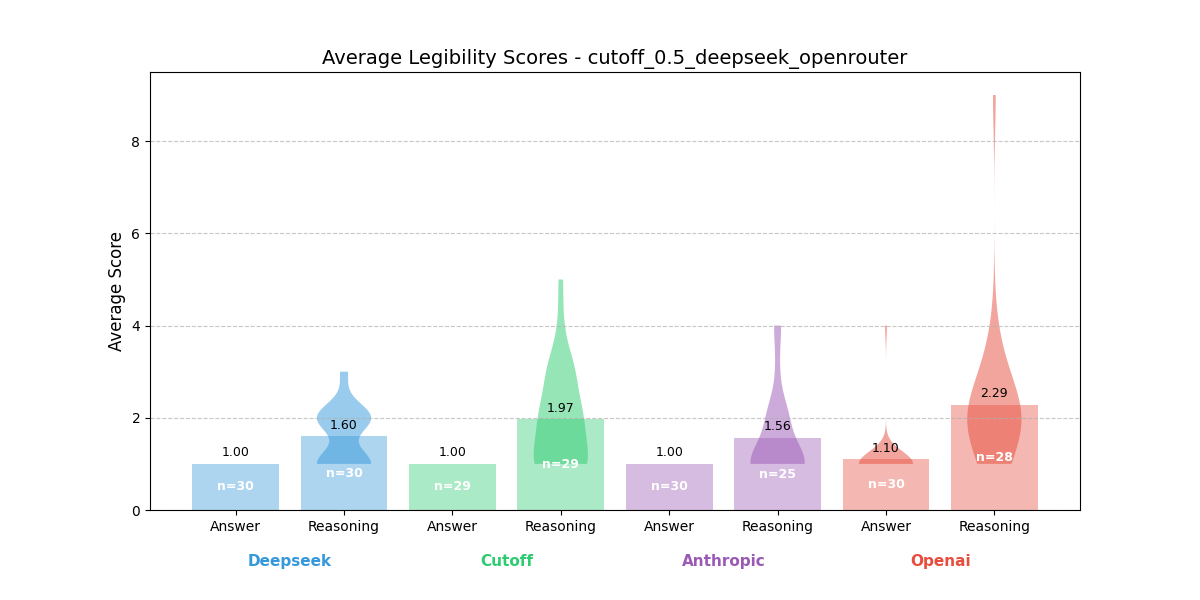 Average Legibility Scores - cutoff_0.5_deepseek_openrouter
Average Score
8
6
4
2
0
1.00
1.60
1.00
1.97
1.00
1.56
1.10
2.29
n=30
n=30
n=29
n=29
n=30
n=25
n=30
n=28
Answer Reasoning Answer Reasoning Answer Reasoning Answer Reasoning
Deepseek Cutoff Anthropic Openai